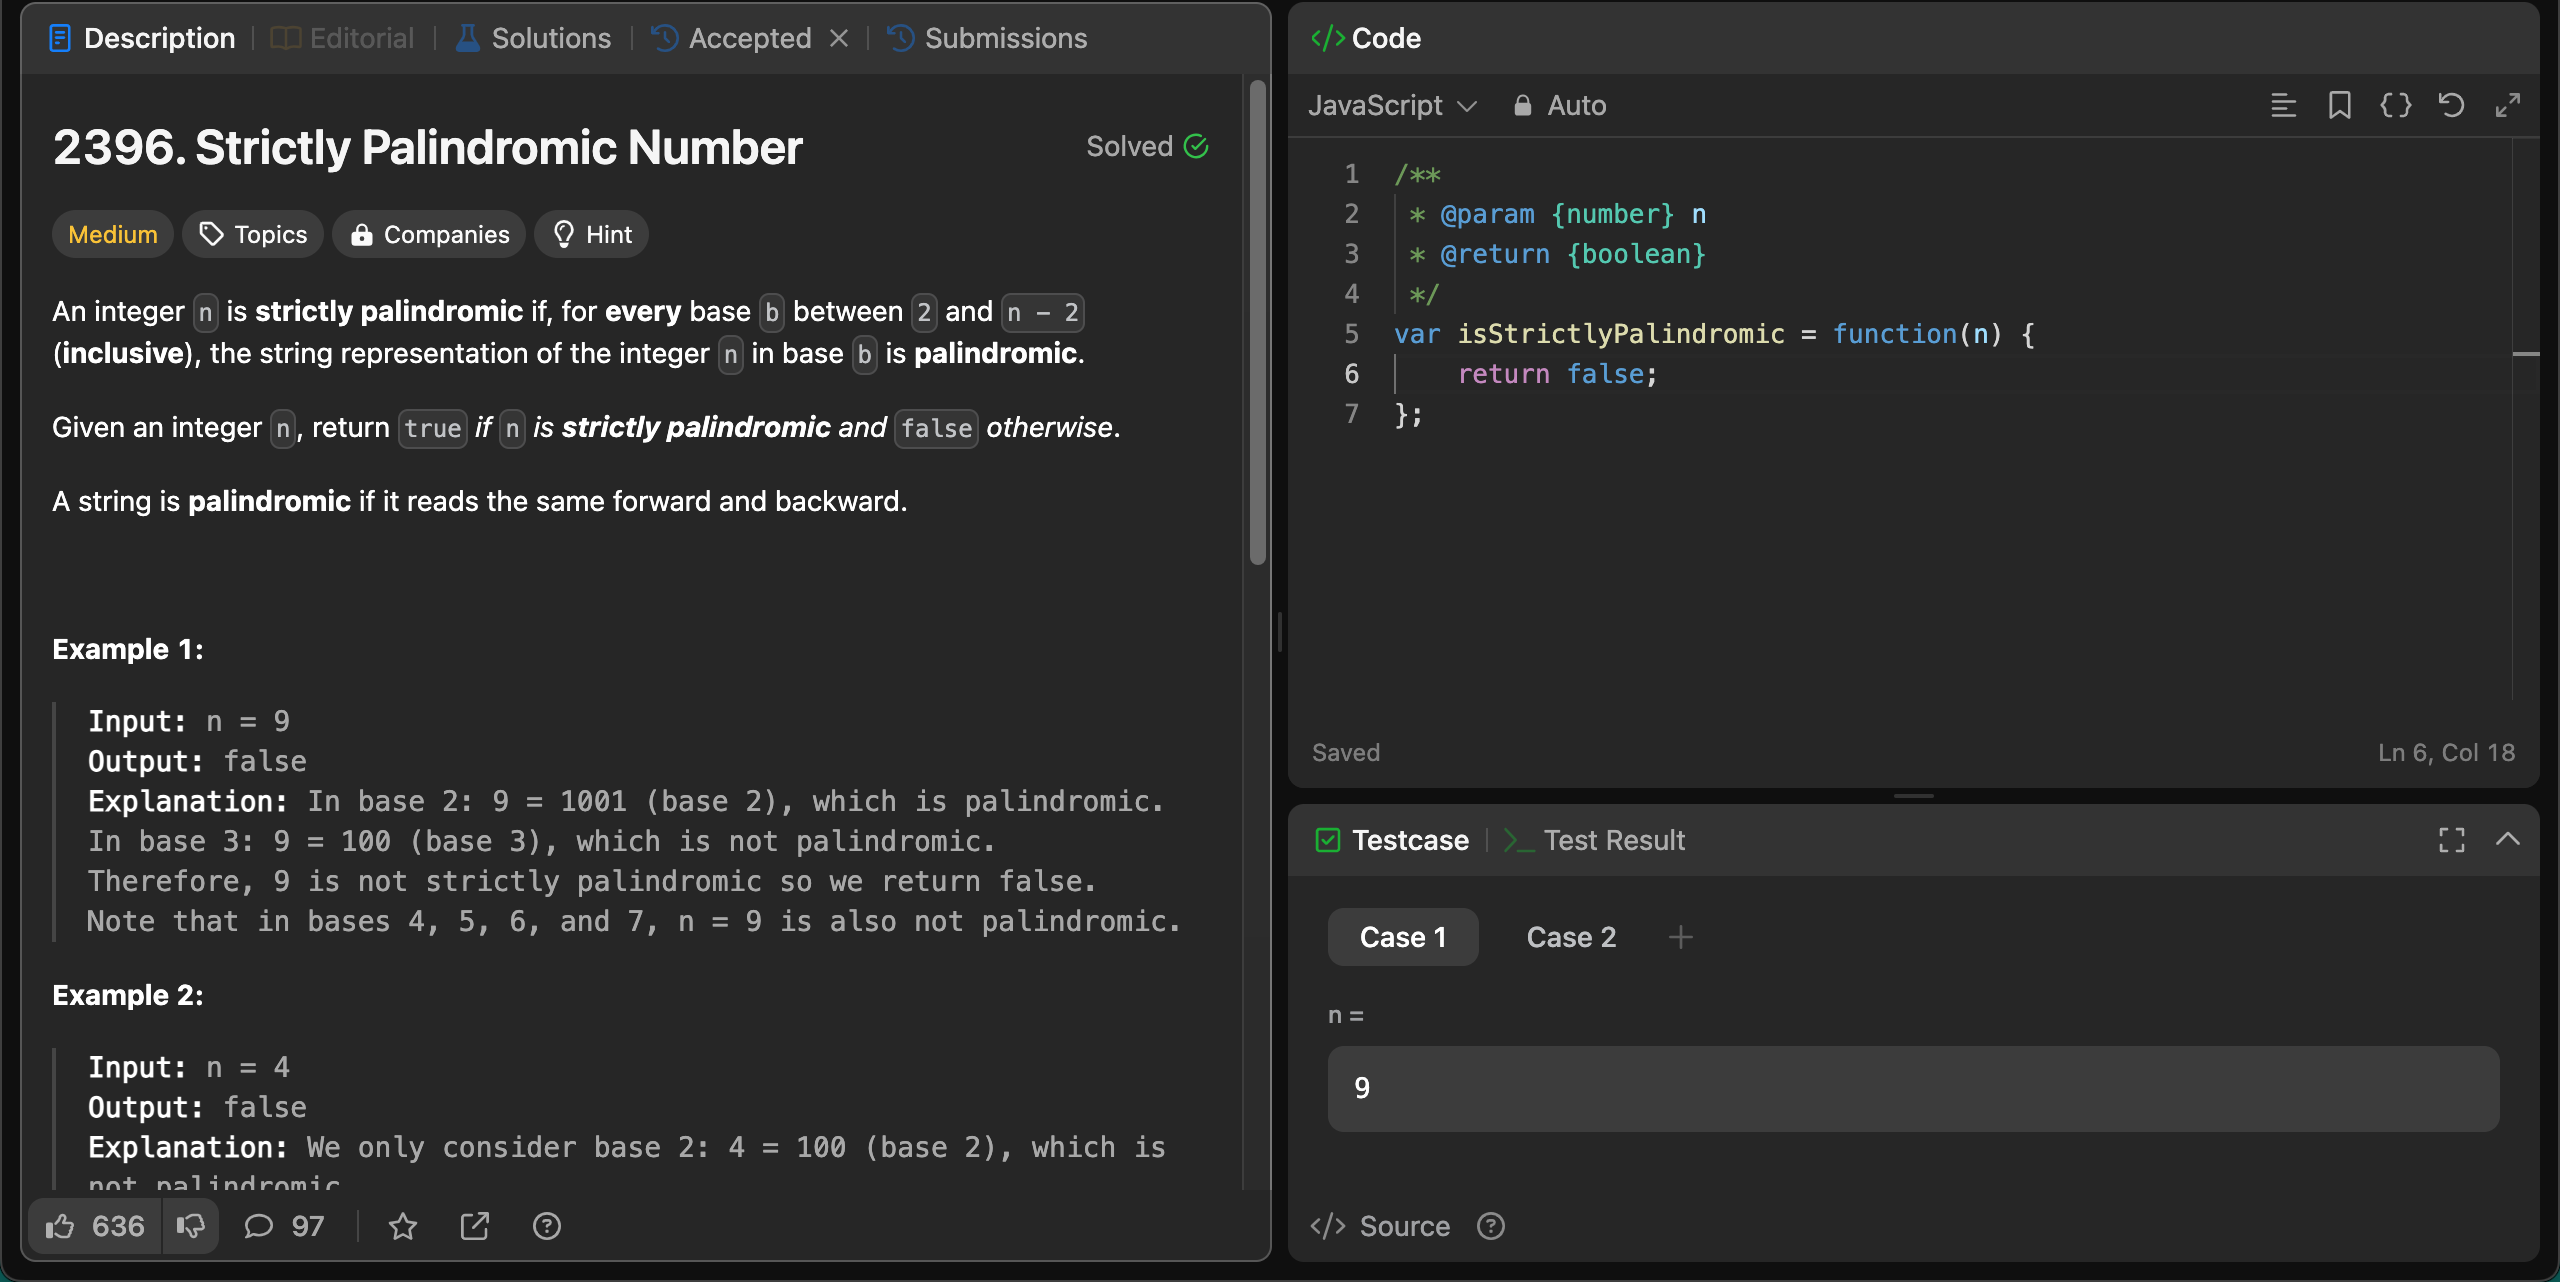 Description | Editorial | Solutions | Accepted × | Submissions
2396. Strictly Palindromic Number
Solved
Medium Topics Companies Hint
An integer n is strictly palindromic if, for every base b between 2 and n - 2
(inclusive), the string representation of the integer n in base b is palindromic.
Given an integer n, return true if n is strictly palindromic and false otherwise.
A string is palindromic if it reads the same forward and backward.
Example 1:
Input: n = 9
Output: false
Explanation: In base 2: 9 = 1001 (base 2), which is palindromic.
In base 3: 9 = 100 (base 3), which is not palindromic.
Therefore, 9 is not strictly palindromic so we return false.
Note that in bases 4, 5, 6, and 7, n = 9 is also not palindromic.
Example 2:
Input: n = 4
Output: false
Explanation: We only consider base 2: 4 = 100 (base 2), which is
not palindromic
636 97
</> Code
JavaScript Auto
1 /**
2 * @param {number} n
3 * @return {boolean}
4 */
5 var isStrictlyPalindromic = function(n) {
6 return false;
7 };
Saved Ln 6, Col 18
Testcase | >_ Test Result
Case 1 Case 2 +
n =
9
</> Source